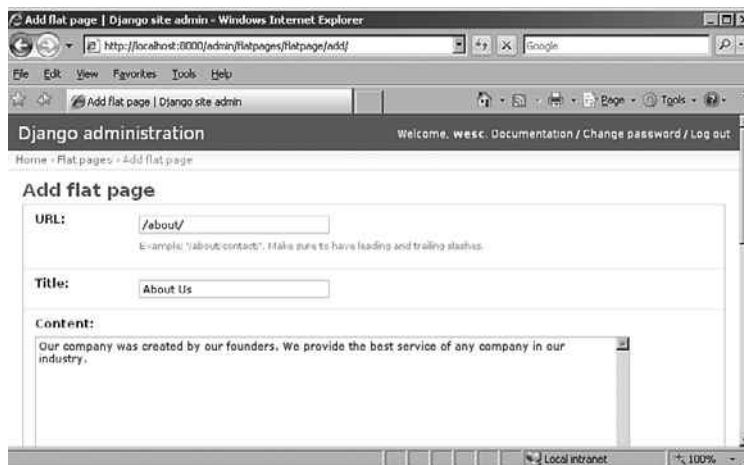 Add flat page | Django site admin - Windows Internet Explorer
http://localhost:8000/admin/flatpages/flatpage/add/
Google
File Edit View Favorites Tools Help
Add flat page | Django site admin
Page Tools
Django administration
Welcome, wesc. Documentation / Change password / Log out
Home › Flat pages › Add flat page
Add flat page
URL:
/about/
Example: '/about/contact/'. Make sure to have leading and trailing slashes.
Title:
About Us
Content:
Our company was created by our founders. We provide the best service of any company in our
industry.
Local intranet
100%